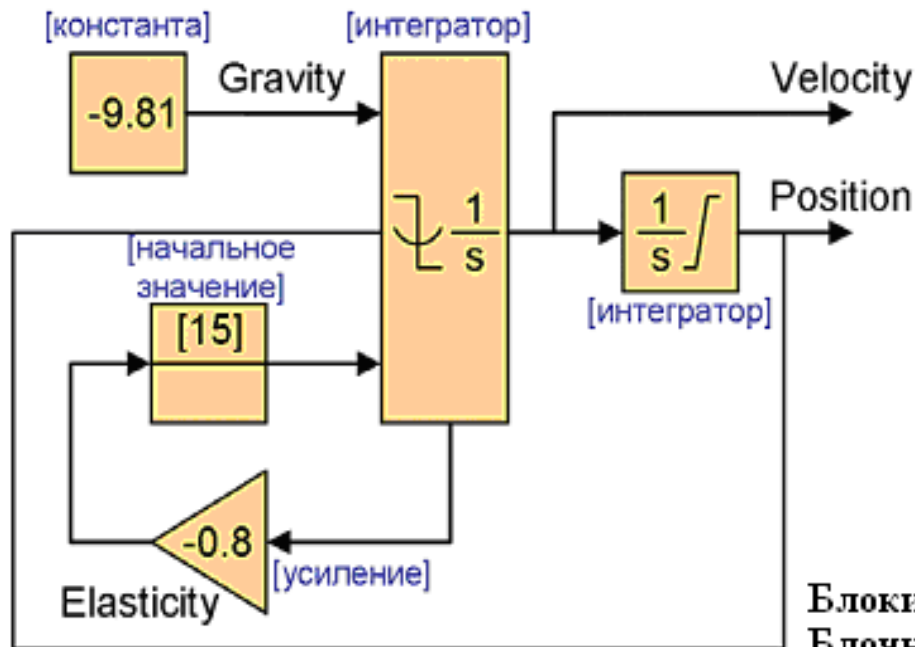 [константа]
[интегратор]
-9.81
Gravity
Velocity
1
s
1
s
Position
[начальное
значение]
[интегратор]
[15]
-0.8
[усиление]
Elasticity